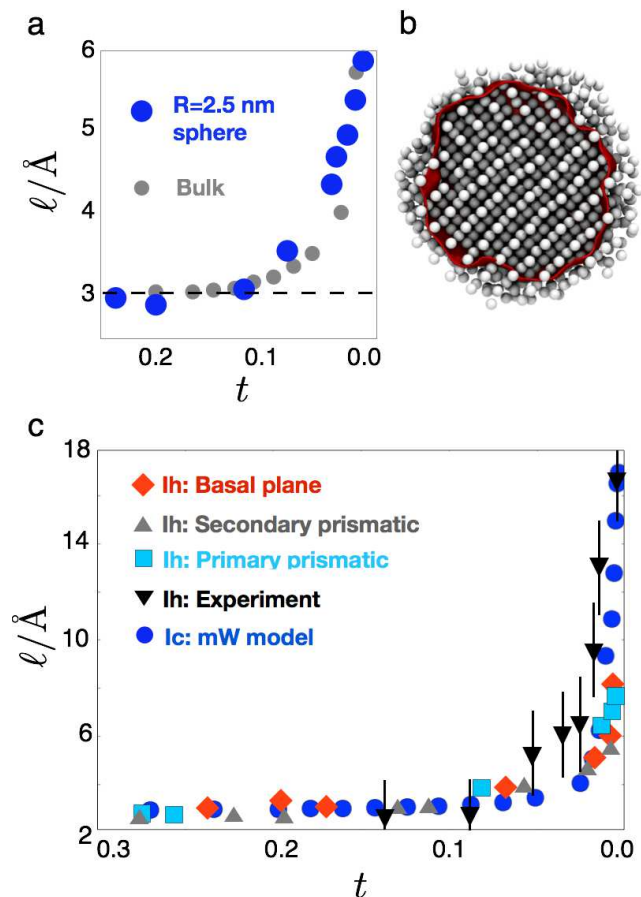 a
b
6
5
4
3
ℓ/Å
R=2.5 nm
sphere
Bulk
0.2
0.1
0.0
t
c
18
14
10
6
2
ℓ/Å
Ih: Basal plane
Ih: Secondary prismatic
Ih: Primary prismatic
Ih: Experiment
Ic: mW model
0.3
0.2
0.1
0.0
t